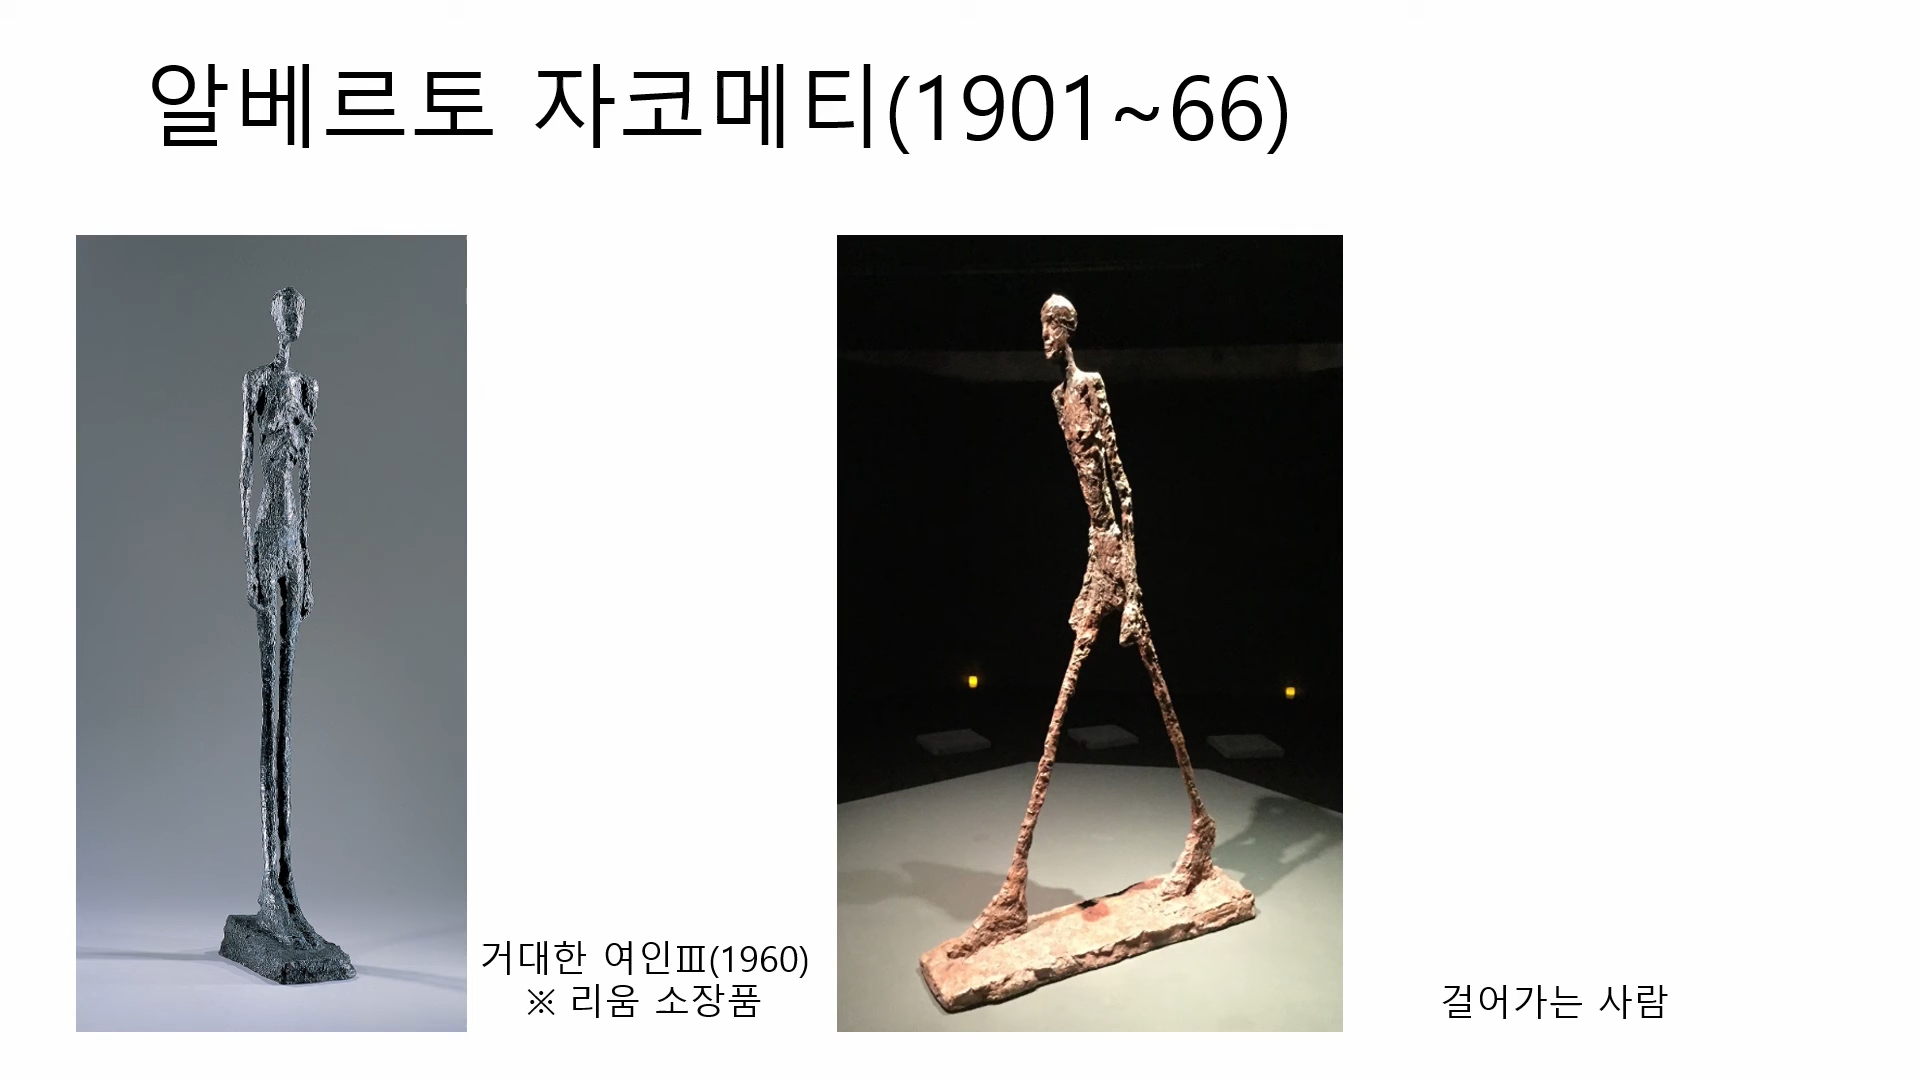 알베르토 자코메티(1901~66)
거대한 여인Ⅲ(1960)
※ 리움 소장품
걸어가는 사람